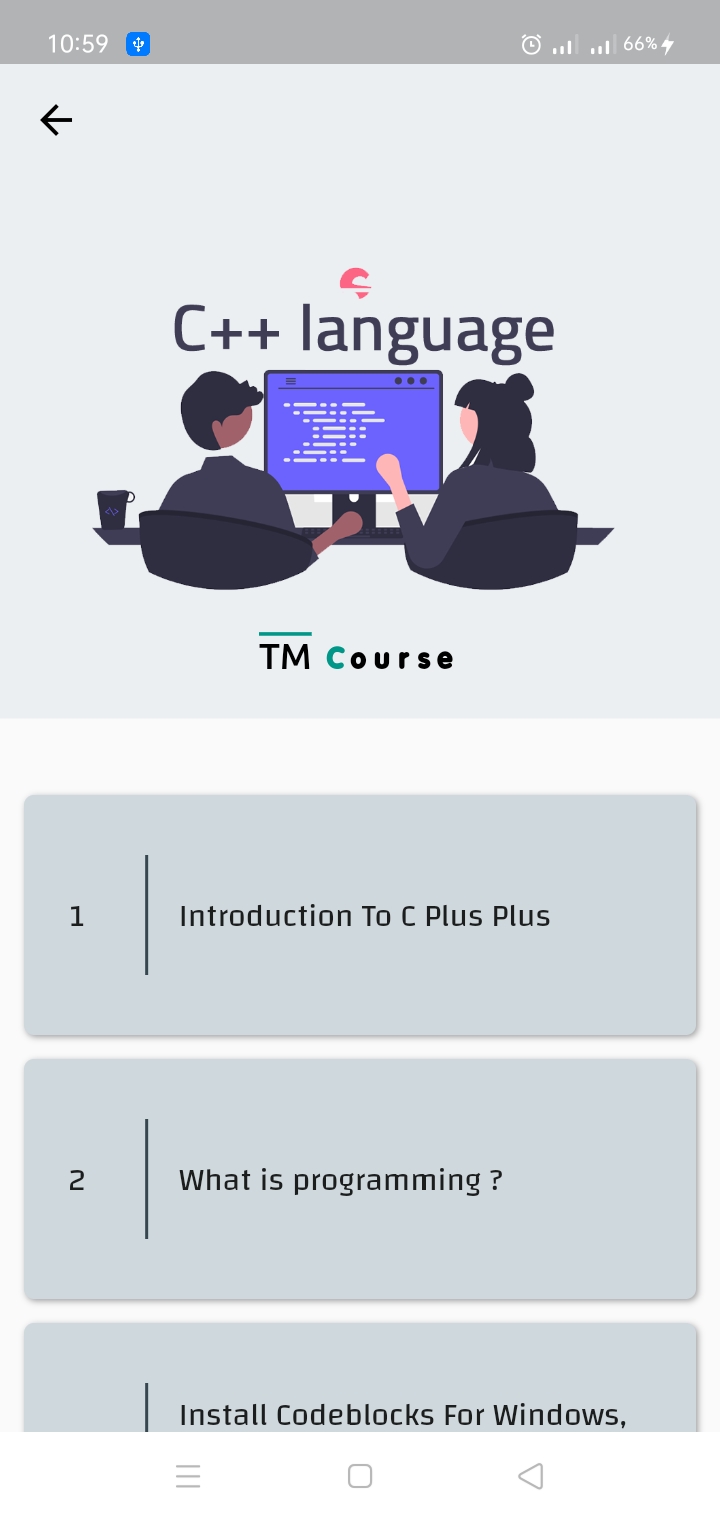 10:59
66%
C++ language
TM Course
1
Introduction To C Plus Plus
2
What is programming ?
Install Codeblocks For Windows,